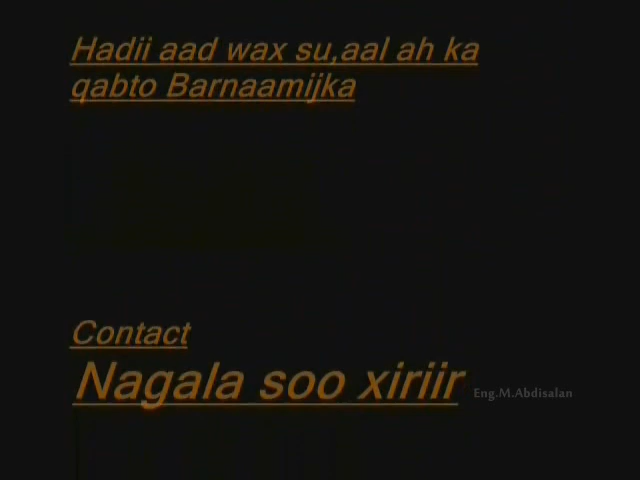 Hadii aad wax su,aal ah ka
qabto Barnaamijka
Contact
Nagala soo xiriir
Eng.M.Abdisalan